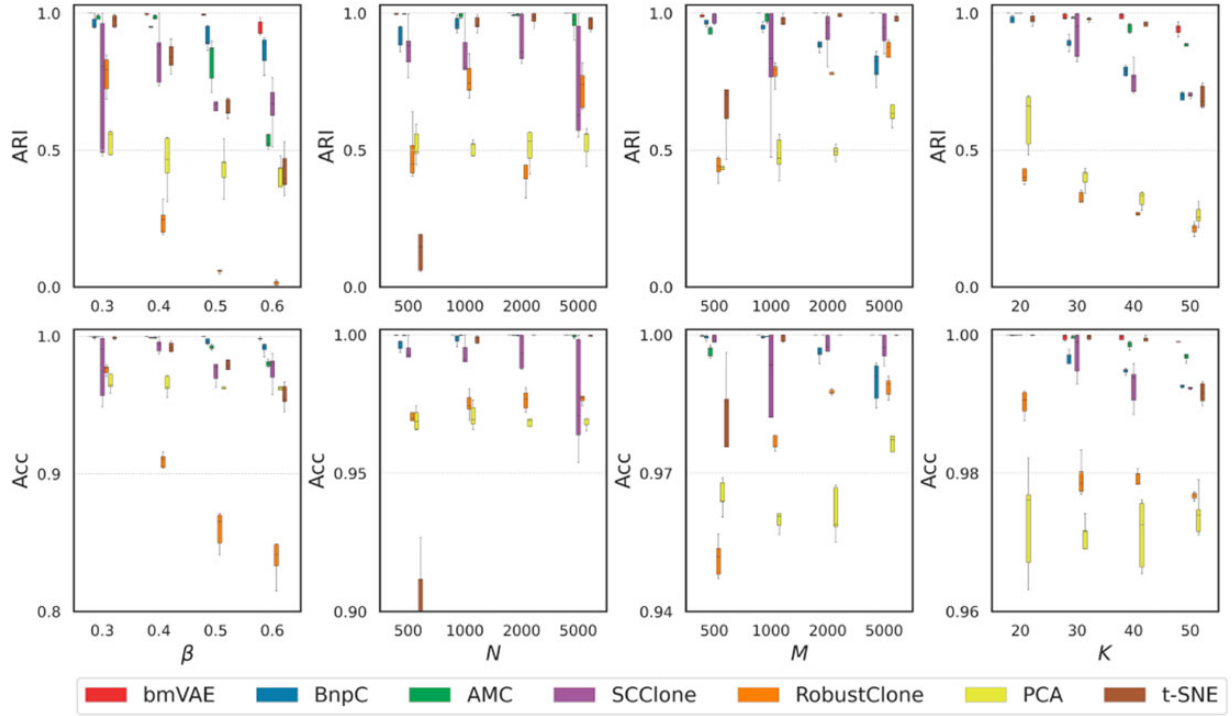 1.0 1.0 1.0 1.0
ARI ARI ARI ARI
0.5 0.5 0.5 0.5
0.0 0.0 0.0 0.0
0.3 0.4 0.5 0.6 500 1000 2000 5000 500 1000 2000 5000 20 30 40 50
1.0 1.00 1.00 1.00
Acc Acc Acc Acc
0.9 0.95 0.97 0.98
0.8 0.90 0.94 0.96
0.3 0.4 0.5 0.6 500 1000 2000 5000 500 1000 2000 5000 20 30 40 50
β N M K
bmVAE BnpC AMC SCClone RobustClone PCA t-SNE